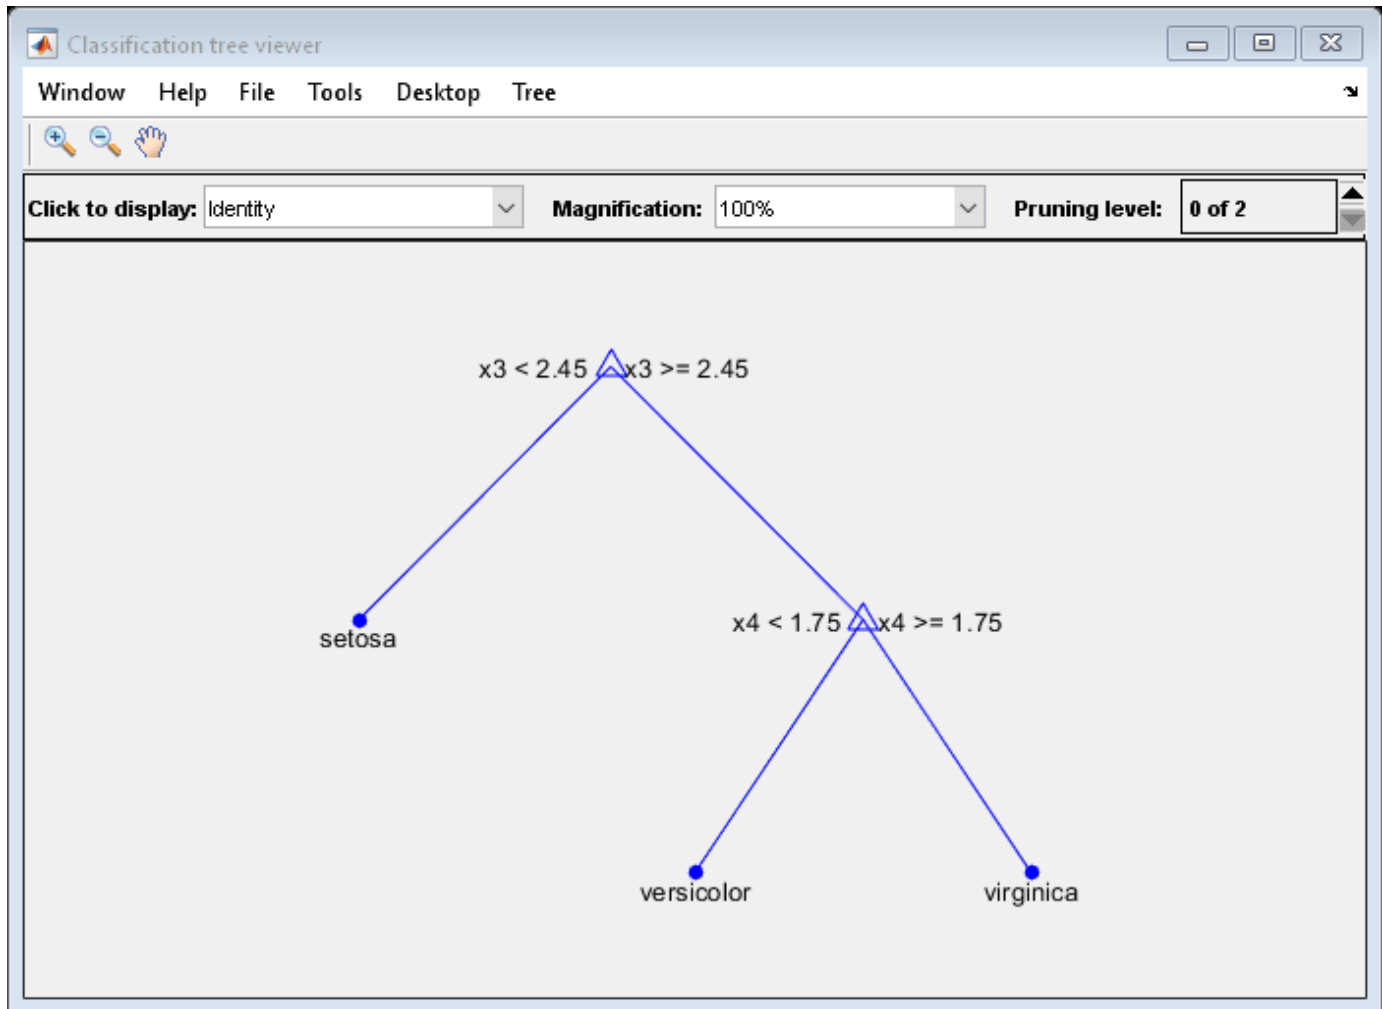 Classification tree viewer
Window Help File Tools Desktop Tree
Click to display: Identity Magnification: 100% Pruning level: 0 of 2
x3 < 2.45 x3 >= 2.45
setosa
x4 < 1.75 x4 >= 1.75
versicolor virginica